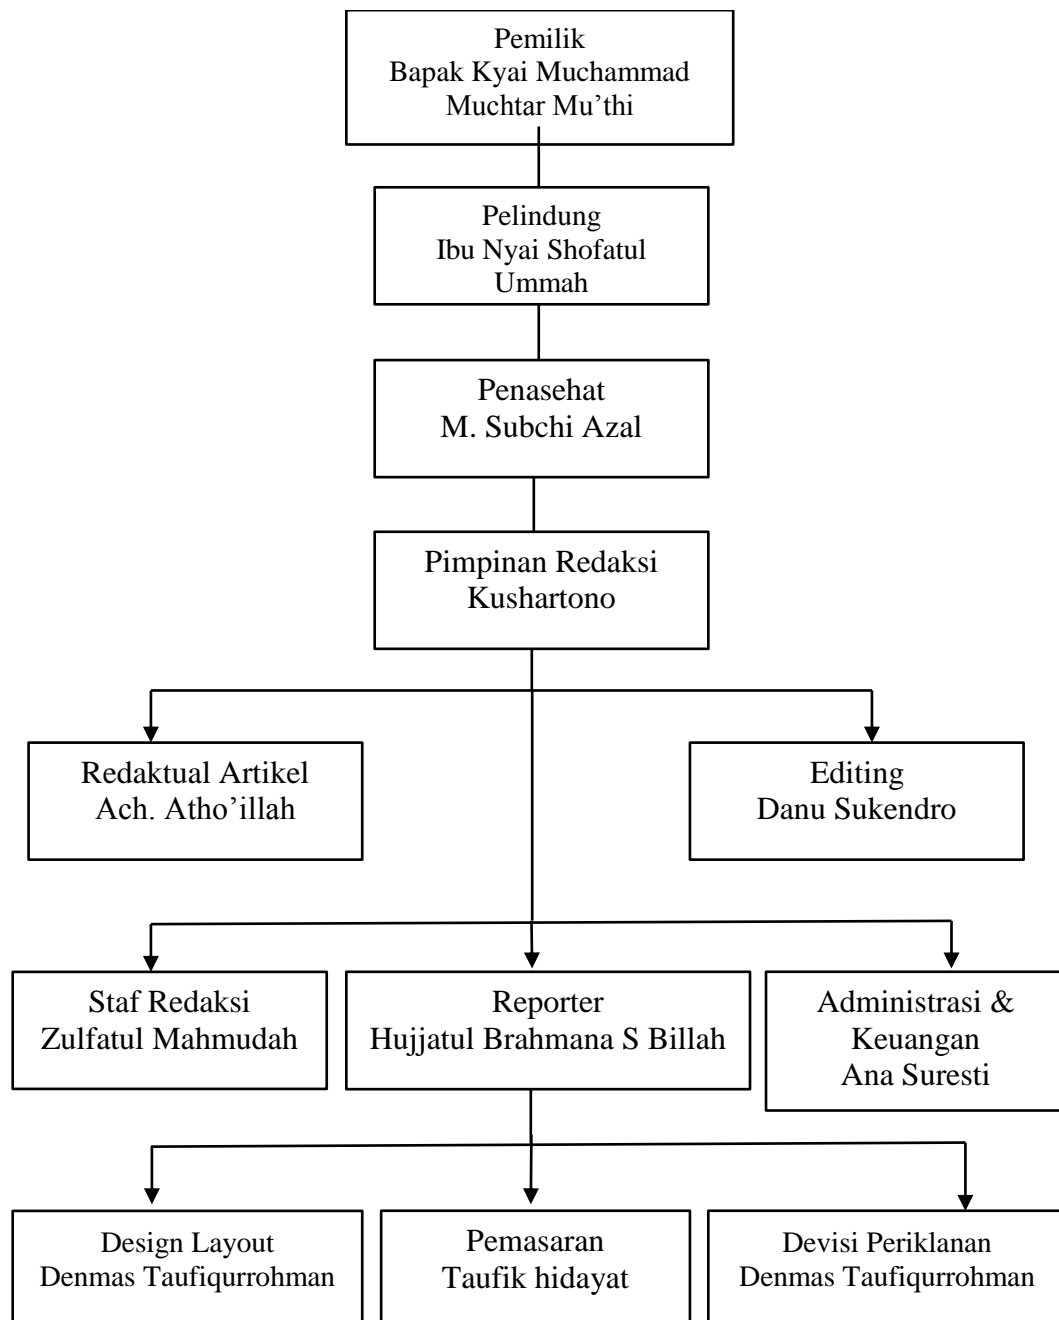 Pemilik
Bapak Kyai Muchammad
Muchtar Mu’thi
Pelindung
Ibu Nyai Shofatul
Ummah
Penasehat
M. Subchi Azal
Pimpinan Redaksi
Kushartono
Redaktual Artikel
Ach. Atho’illah
Editing
Danu Sukendro
Staf Redaksi
Zulfatul Mahmudah
Reporter
Hujjatul Brahmana S Billah
Administrasi &
Keuangan
Ana Suresti
Design Layout
Denmas Taufiqurrohman
Pemasaran
Taufik hidayat
Devisi Periklanan
Denmas Taufiqurrohman